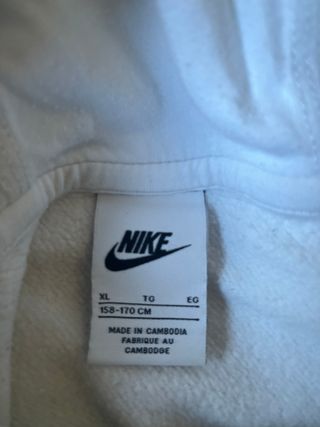 NIKE
XL TG EG
158-170 CM
MADE IN CAMBODIA
FABRIQUE AU
CAMBODGE